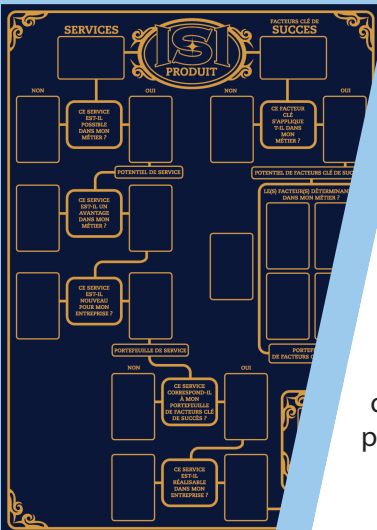 SERVICES
FACTEURS CLÉ DE
SUCCES
ISI
PRODUIT
NON
OUI
NON
OUI
CE SERVICE
EST-IL
POSSIBLE
DANS MON
MÉTIER ?
CE FACTEUR
CLÉ
S'APPLIQUE
T-IL DANS
MON
MÉTIER ?
POTENTIEL DE SERVICE
POTENTIEL DE FACTEURS CLÉ DE
LE(S) FACTEUR(S) DÉTERMINANT
DANS MON MÉTIER ?
CE SERVICE
EST-IL UN
AVANTAGE
DANS MON
MÉTIER ?
CE SERVICE
EST-IL
NOUVEAU
POUR MON
ENTREPRISE ?
PORTEFEUILLE DE SERVICE
DE FACTEURS
NON
OUI
CE SERVICE
CORRESPOND-IL
À MON
PORTEFEUILLE
DE FACTEURS CLÉ
DE SUCCÈS ?
CE SERVICE
EST-IL
RÉALISABLE
DANS MON
ENTREPRISE ?